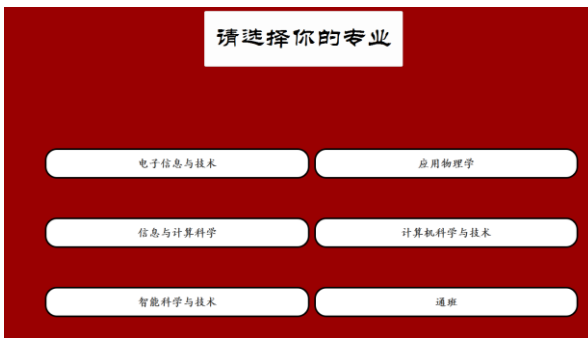 请选择你的专业
电子信息与技术
应用物理学
信息与计算科学
计算机科学与技术
智能科学与技术
通班